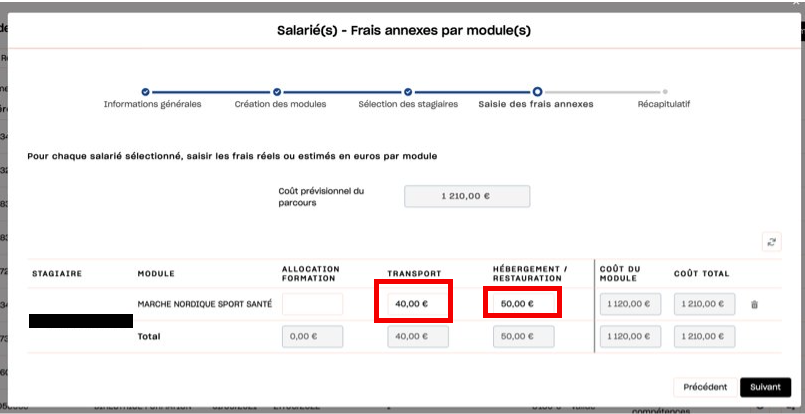 Salarié(s) - Frais annexes par module(s)
Informations générales
Création des modules
Sélection des stagiaires
Saisie des frais annexes
Récapitulatif
Pour chaque salarié sélectionné, saisir les frais réels ou estimés en euros par module
Coût prévisionnel du
parcours
1 210,00 €
STAGIAIRE
MODULE
ALLOCATION
FORMATION
TRANSPORT
HÉBERGEMENT /
RESTAURATION
COÛT DU
MODULE
COÛT TOTAL
MARCHE NORDIQUE SPORT SANTÉ
40,00 €
50,00 €
1 120,00 €
1 210,00 €
Total
0,00 €
40,00 €
50,00 €
1 120,00 €
1 210,00 €
Précédent
Suivant
compétences